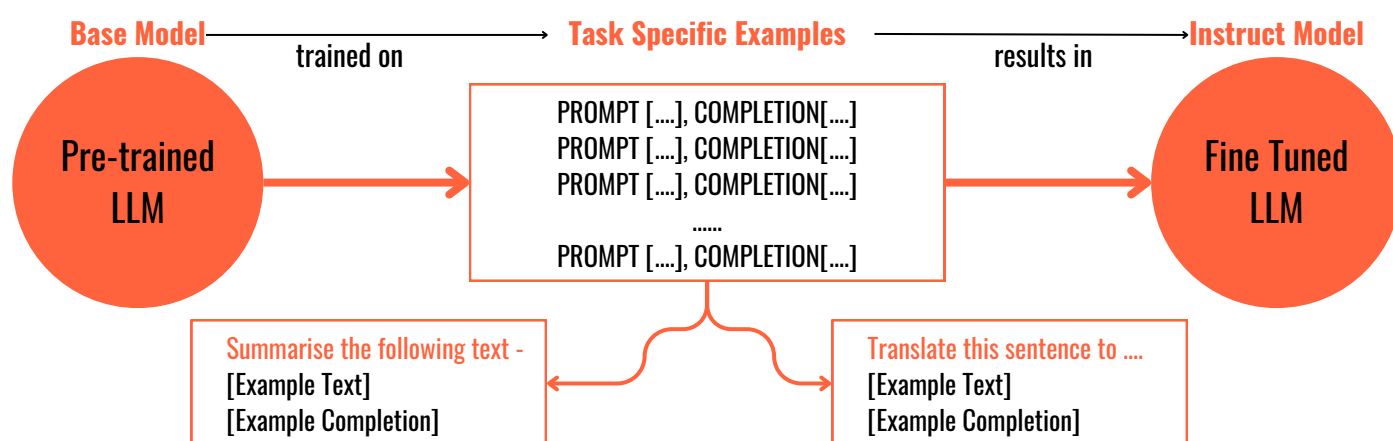 Base Model
trained on
Task Specific Examples
results in
Instruct Model
Pre-trained
LLM
PROMPT [....], COMPLETION[....]
PROMPT [....], COMPLETION[....]
PROMPT [....], COMPLETION[....]
......
PROMPT [....], COMPLETION[....]
Fine Tuned
LLM
Summarise the following text -
[Example Text]
[Example Completion]
Translate this sentence to ....
[Example Text]
[Example Completion]